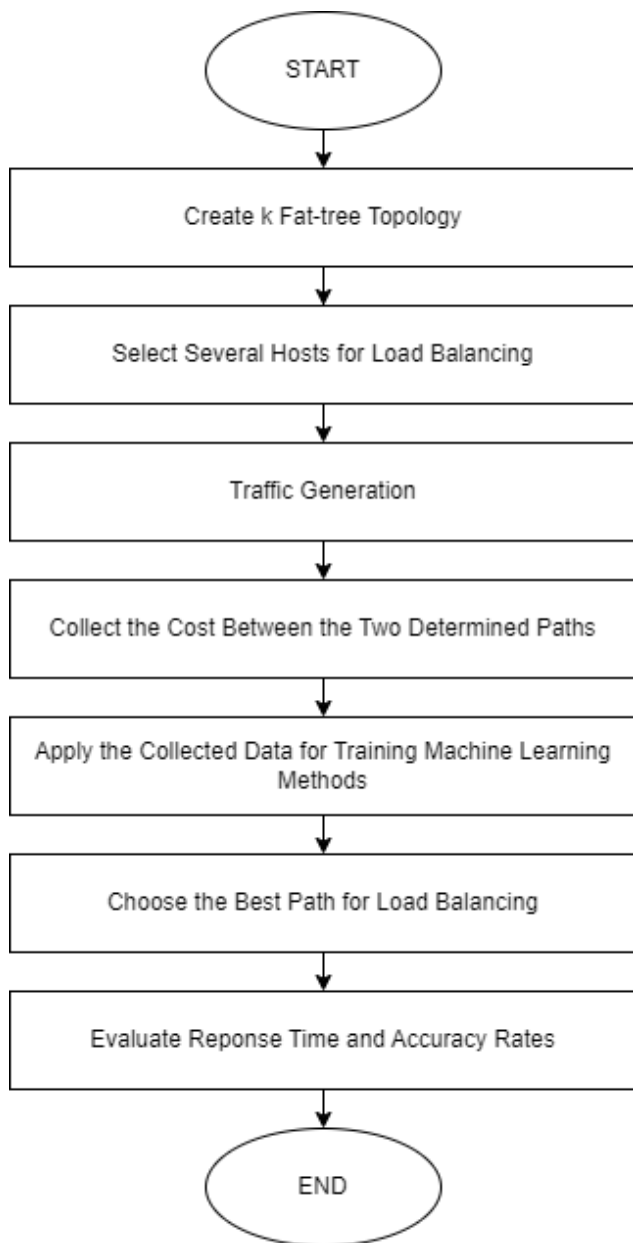 START
Create k Fat-tree Topology
Select Several Hosts for Load Balancing
Traffic Generation
Collect the Cost Between the Two Determined Paths
Apply the Collected Data for Training Machine Learning
Methods
Choose the Best Path for Load Balancing
Evaluate Reponse Time and Accuracy Rates
END